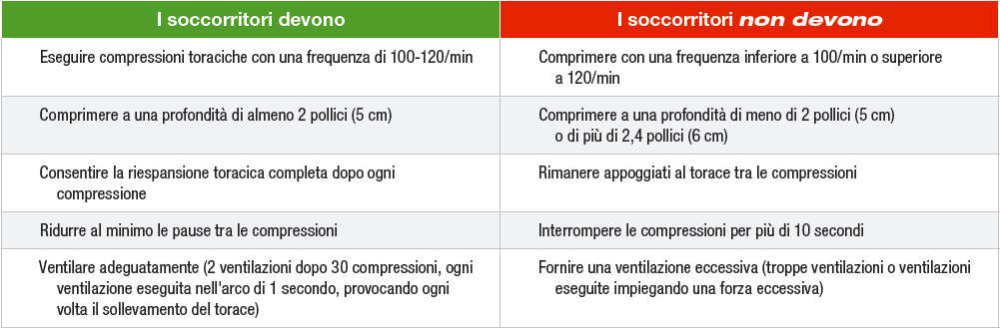 I soccorritori devono
I soccorritori non devono
Eseguire compressioni toraciche con una frequenza di 100-120/min
Comprimere con una frequenza inferiore a 100/min o superiore
a 120/min
Comprimere a una profondità di almeno 2 pollici (5 cm)
Comprimere a una profondità di meno di 2 pollici (5 cm)
o di più di 2,4 pollici (6 cm)
Consentire la riespansione toracica completa dopo ogni
compressione
Rimanere appoggiati al torace tra le compressioni
Ridurre al minimo le pause tra le compressioni
Interrompere le compressioni per più di 10 secondi
Ventilare adeguatamente (2 ventilazioni dopo 30 compressioni, ogni
ventilazione eseguita nell'arco di 1 secondo, provocando ogni
volta il sollevamento del torace)
Fornire una ventilazione eccessiva (troppe ventilazioni o ventilazioni
eseguite impiegando una forza eccessiva)